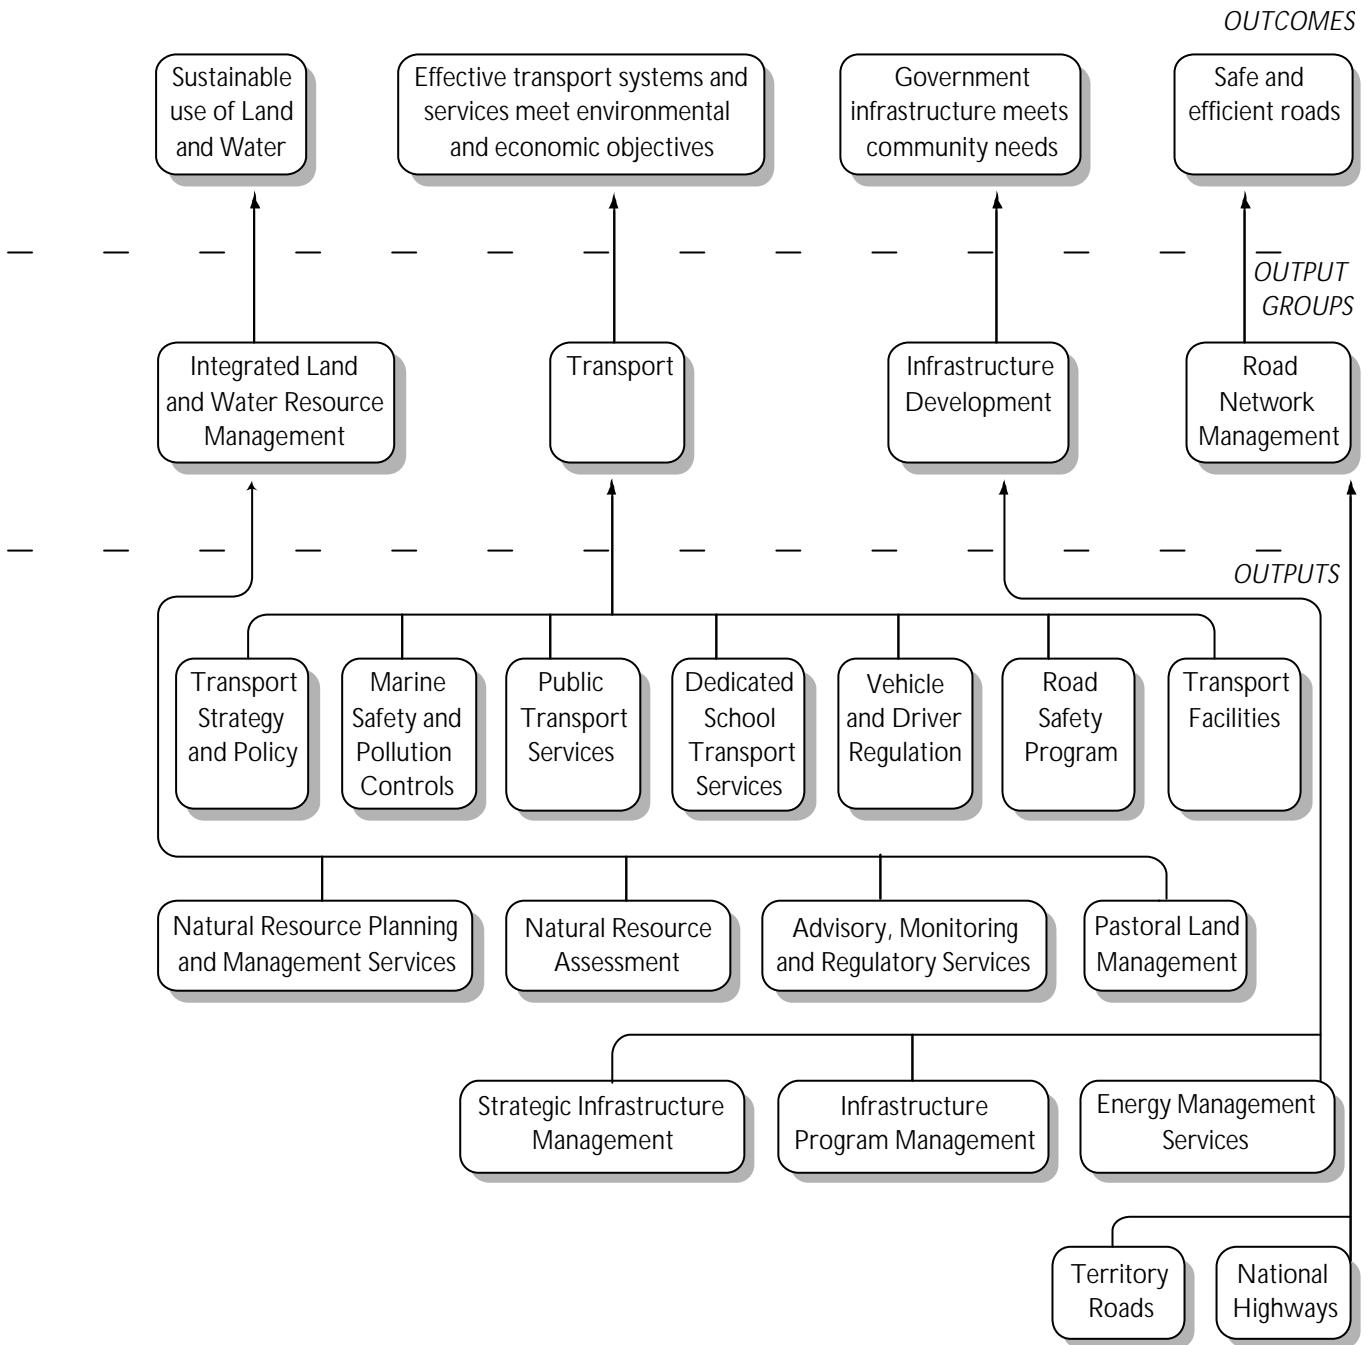 OUTCOMES
Sustainable
use of Land
and Water
Effective transport systems and
services meet environmental
and economic objectives
Government
infrastructure meets
community needs
Safe and
efficient roads
OUTPUT
GROUPS
Integrated Land
and Water Resource
Management
Transport
Infrastructure
Development
Road
Network
Management
OUTPUTS
Transport
Strategy
and Policy
Marine
Safety and
Pollution
Controls
Public
Transport
Services
Dedicated
School
Transport
Services
Vehicle
and Driver
Regulation
Road
Safety
Program
Transport
Facilities
Natural Resource Planning
and Management Services
Natural Resource
Assessment
Advisory, Monitoring
and Regulatory Services
Pastoral Land
Management
Strategic Infrastructure
Management
Infrastructure
Program Management
Energy Management
Services
Territory
Roads
National
Highways